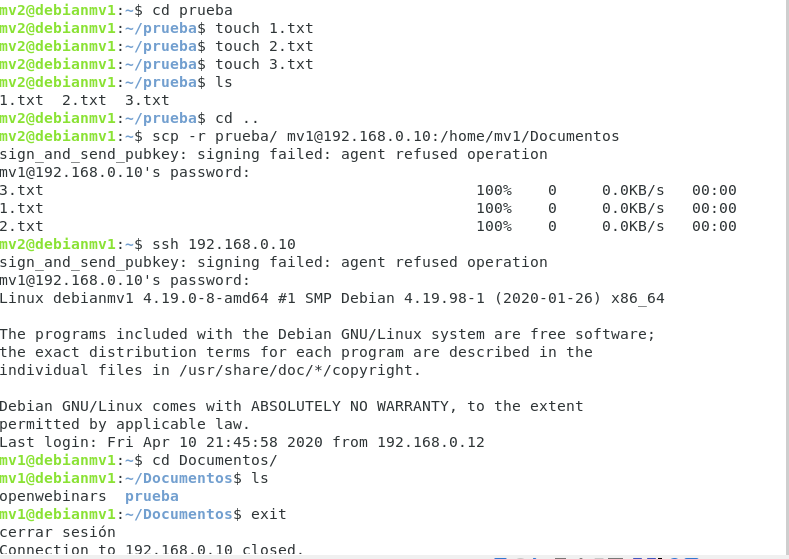 mv2@debianmv1:~$ cd prueba
mv2@debianmv1:~/prueba$ touch 1.txt
mv2@debianmv1:~/prueba$ touch 2.txt
mv2@debianmv1:~/prueba$ touch 3.txt
mv2@debianmv1:~/prueba$ ls
1.txt  2.txt  3.txt
mv2@debianmv1:~/prueba$ cd ..
mv2@debianmv1:~$ scp -r prueba/ mv1@192.168.0.10:/home/mv1/Documentos
sign_and_send_pubkey: signing failed: agent refused operation
mv1@192.168.0.10's password:
3.txt                                                100%    0     0.0KB/s   00:00
1.txt                                                100%    0     0.0KB/s   00:00
2.txt                                                100%    0     0.0KB/s   00:00
mv2@debianmv1:~$ ssh 192.168.0.10
sign_and_send_pubkey: signing failed: agent refused operation
mv1@192.168.0.10's password:
Linux debianmv1 4.19.0-8-amd64 #1 SMP Debian 4.19.98-1 (2020-01-26) x86_64

The programs included with the Debian GNU/Linux system are free software;
the exact distribution terms for each program are described in the
individual files in /usr/share/doc/*/copyright.

Debian GNU/Linux comes with ABSOLUTELY NO WARRANTY, to the extent
permitted by applicable law.
Last login: Fri Apr 10 21:45:58 2020 from 192.168.0.12
mv1@debianmv1:~$ cd Documentos/
mv1@debianmv1:~/Documentos$ ls
openwebinars  prueba
mv1@debianmv1:~/Documentos$ exit
cerrar sesión
Connection to 192.168.0.10 closed.